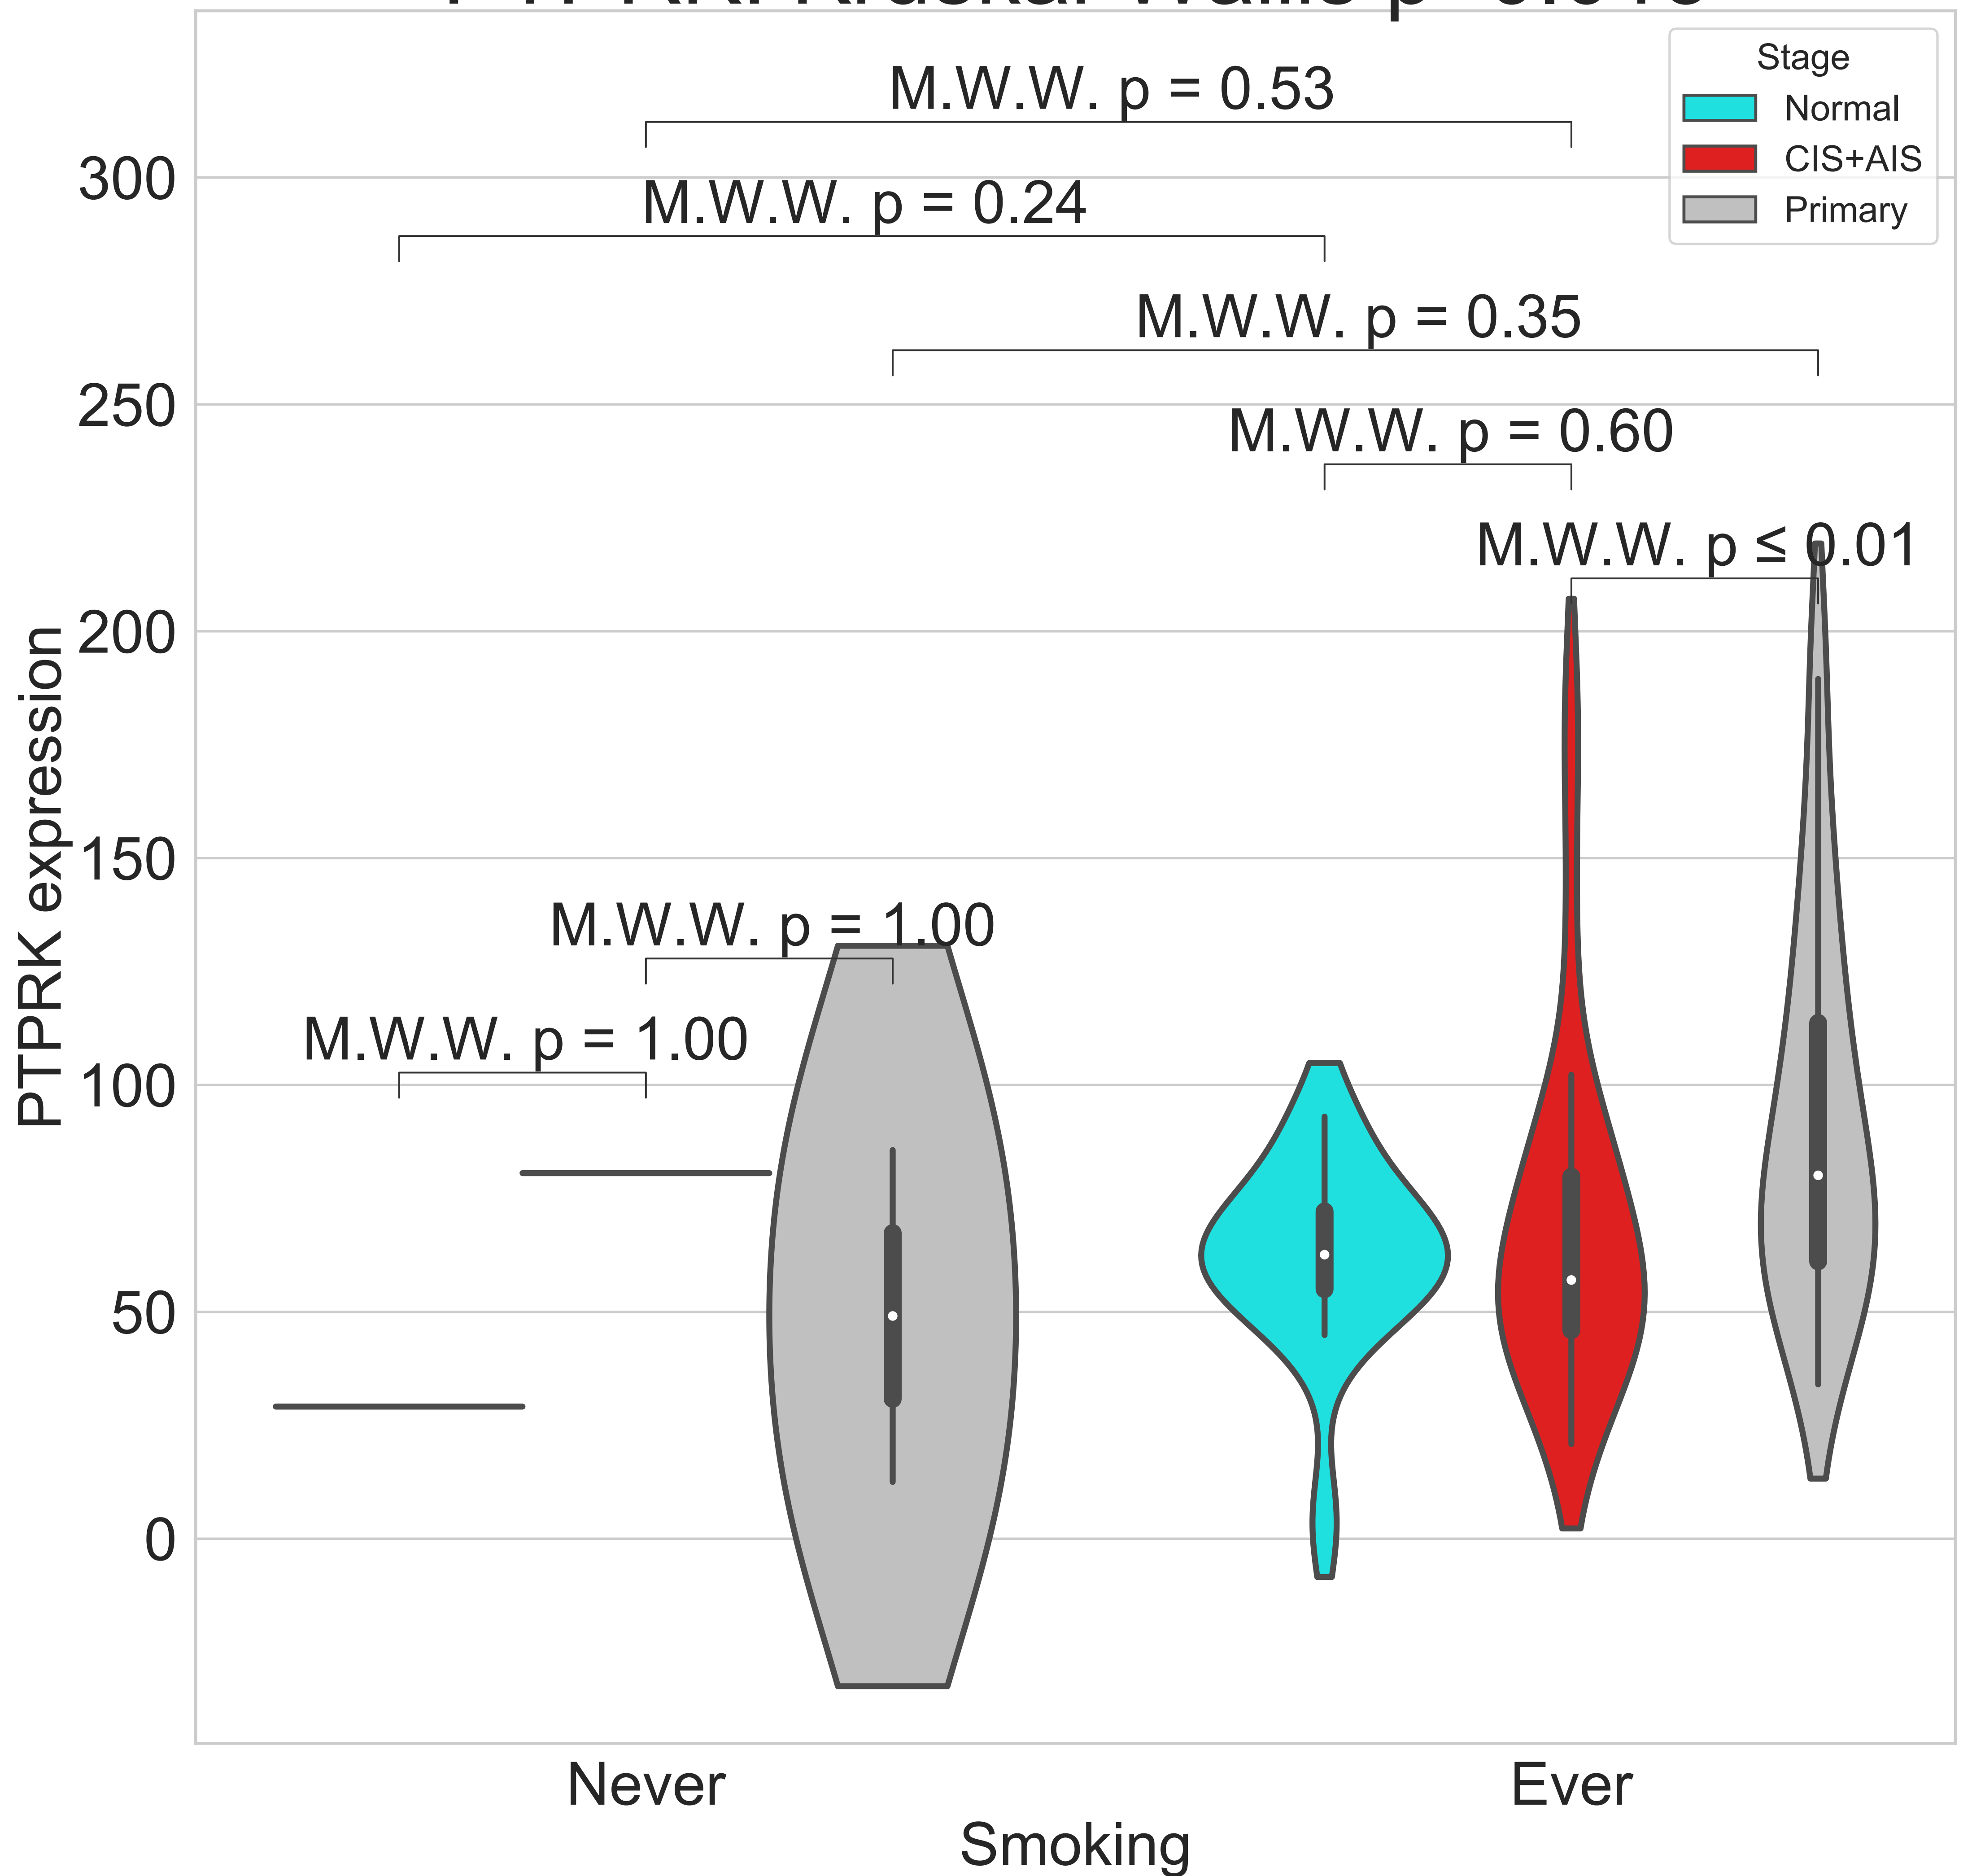 M.W.W. p = 0.53
Stage
Normal
CIS+AIS
Primary
300
M.W.W. p = 0.24
M.W.W. p = 0.35
250
M.W.W. p = 0.60
M.W.W. p ≤ 0.01
200
PTPRK expression
150
M.W.W. p = 1.00
M.W.W. p = 1.00
100
50
0
Never
Ever
Smoking